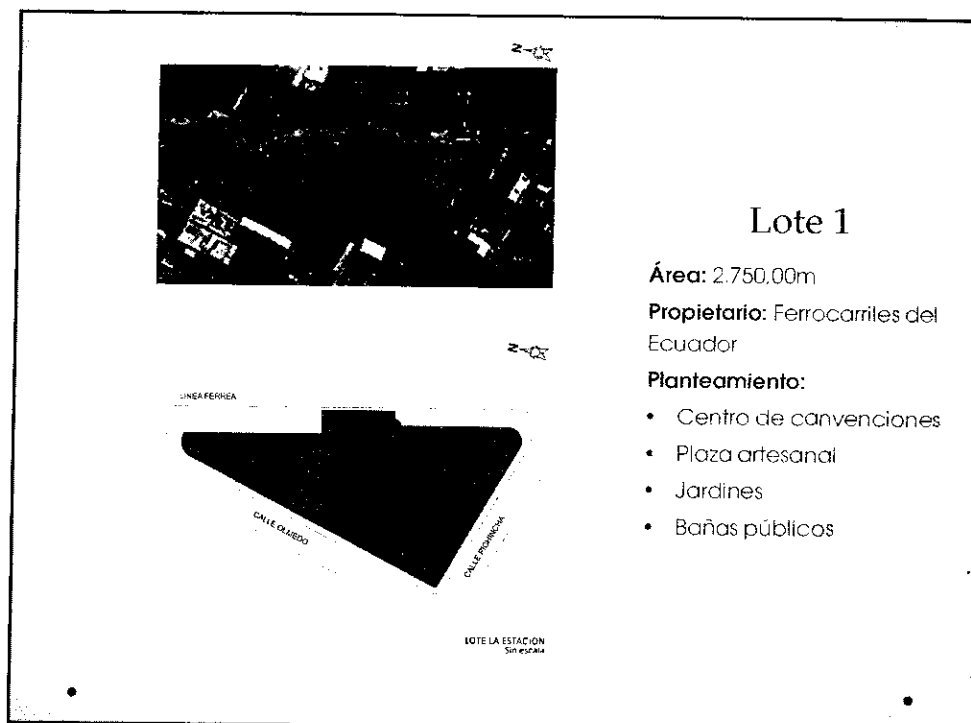 N
N
LINEA FERREA
CALLE OLMEDO
CALLE PICHINCHA
LOTE LA ESTACION
Sin escala
Lote 1
Área: 2.750,00m
Propietario: Ferrocarriles del
Ecuador
Planteamiento:
• Centro de canvenciones
• Plaza artesanal
• Jardines
• Bañas públicos